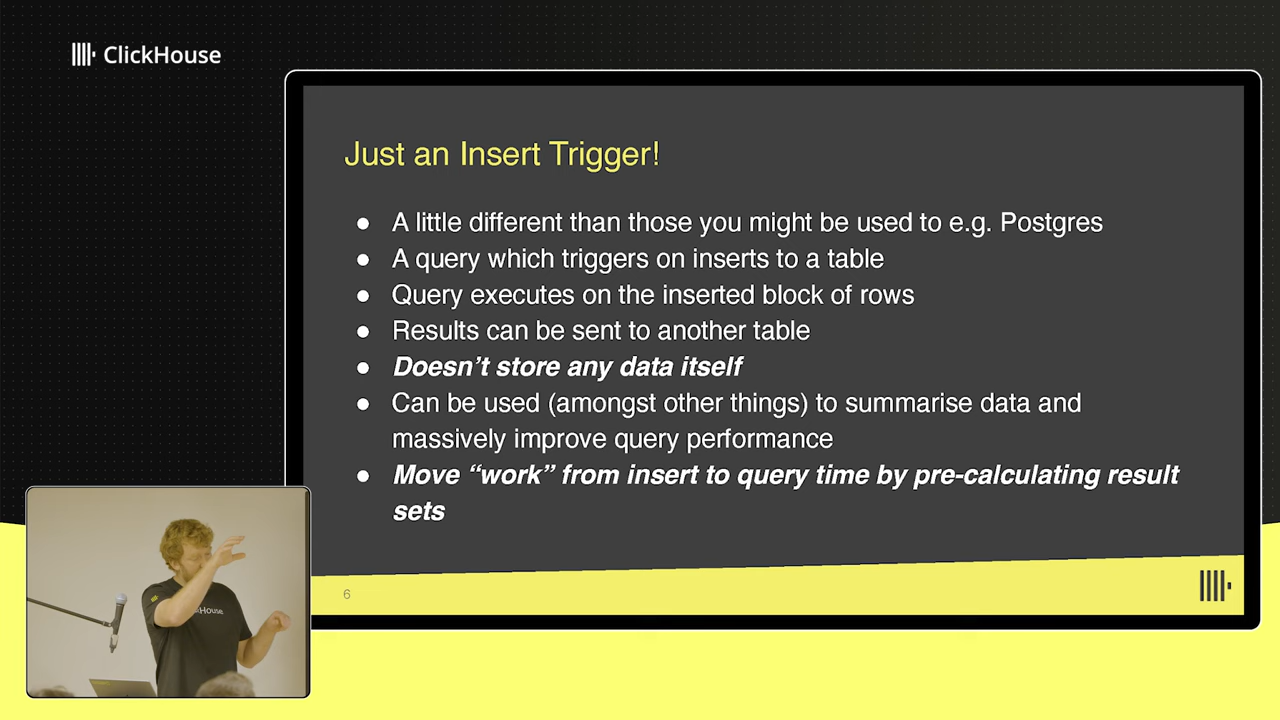 ClickHouse
Just an Insert Trigger!
● A little different than those you might be used to e.g. Postgres
● A query which triggers on inserts to a table
● Query executes on the inserted block of rows
● Results can be sent to another table
● Doesn’t store any data itself
● Can be used (amongst other things) to summarise data and
massively improve query performance
● Move “work” from insert to query time by pre-calculating result
sets
6
House